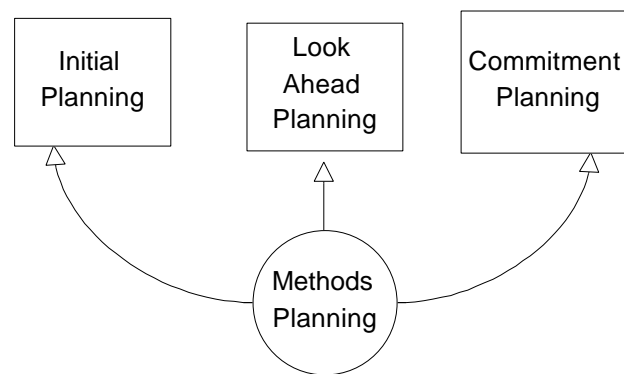 Initial
Planning
Look
Ahead
Planning
Commitment
Planning
Methods
Planning